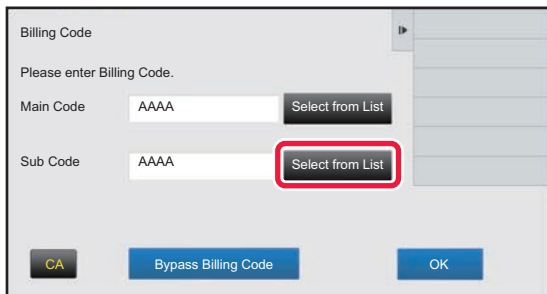 Billing Code
Please enter Billing Code.
Main Code AAAA Select from List
Sub Code AAAA Select from List
CA Bypass Billing Code OK